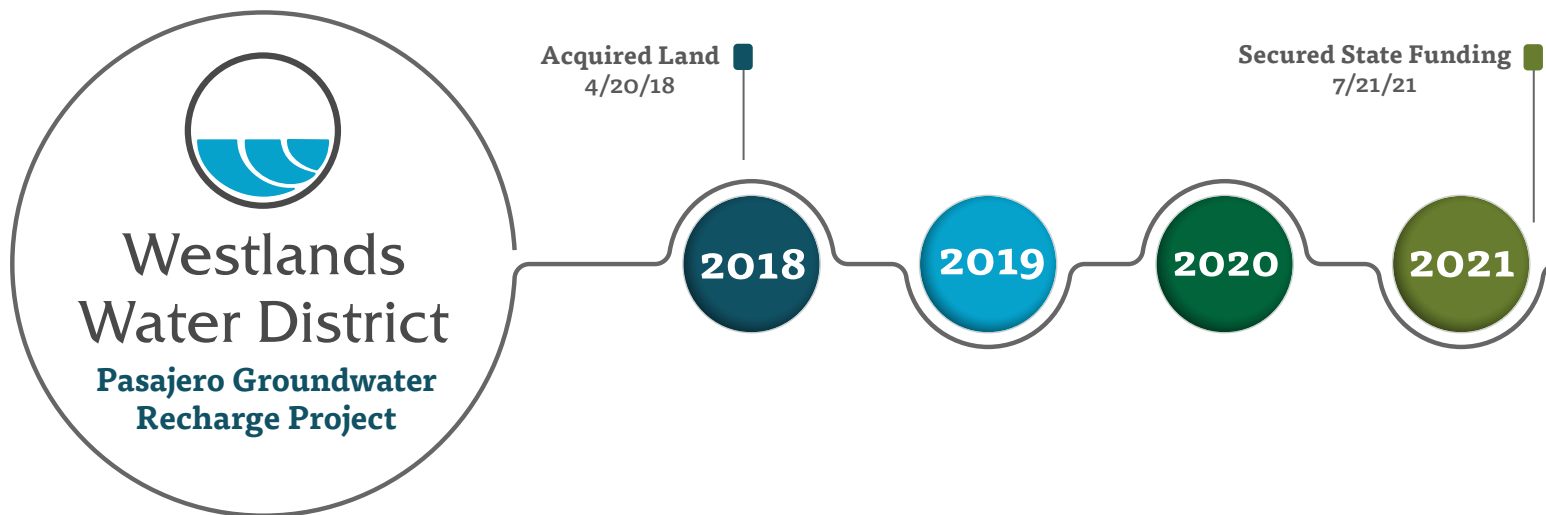 Westlands
Water District
Pasajero Groundwater
Recharge Project
Acquired Land
4/20/18
Secured State Funding
7/21/21
2018
2019
2020
2021